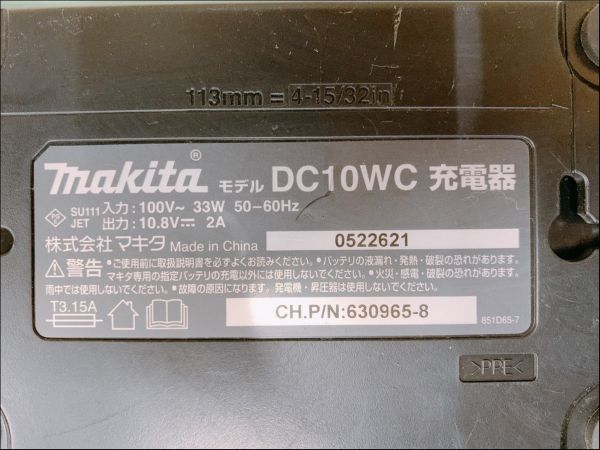 113mm = 4-15/32in
makita® モデル DC10WC 充電器
PS E SU111 入力: 100V~ 33W 50-60Hz
JET 出力: 10.8V⎓ 2A
株式会社 マキタ Made in China 0522621
⚠警告 •ご使用前に取扱説明書を必ずよくお読みください。•バッテリの液漏れ・発熱・破裂の恐れがあります。
マキタ専用の指定バッテリの充電以外には使用しないでください。•火災・感電・破裂の恐れがあります。
雨中では使用しないでください。•故障の原因になります。発電機・昇圧器は使用しないでください。
T3.15A
CH.P/N:630965-8
851D65-7
>PPE<